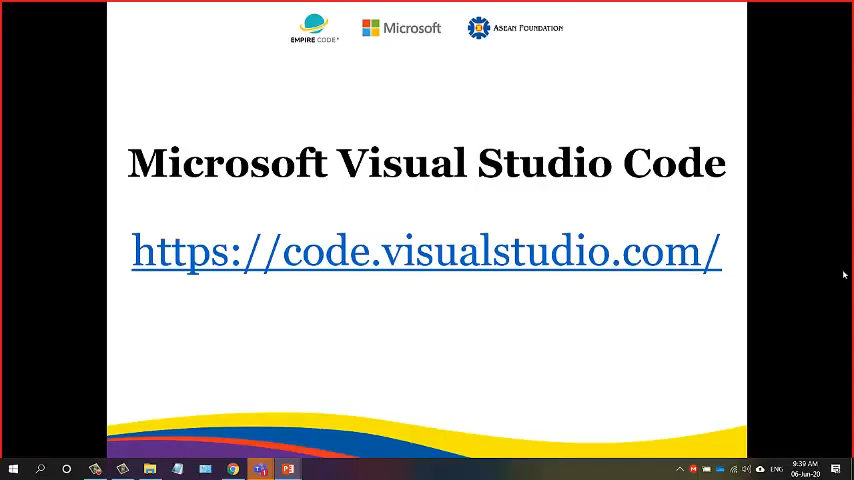 EMPIRE CODE
Microsoft
ASEAN FOUNDATION
Microsoft Visual Studio Code
https://code.visualstudio.com/
ENG
9:39 AM
06-Jun-20